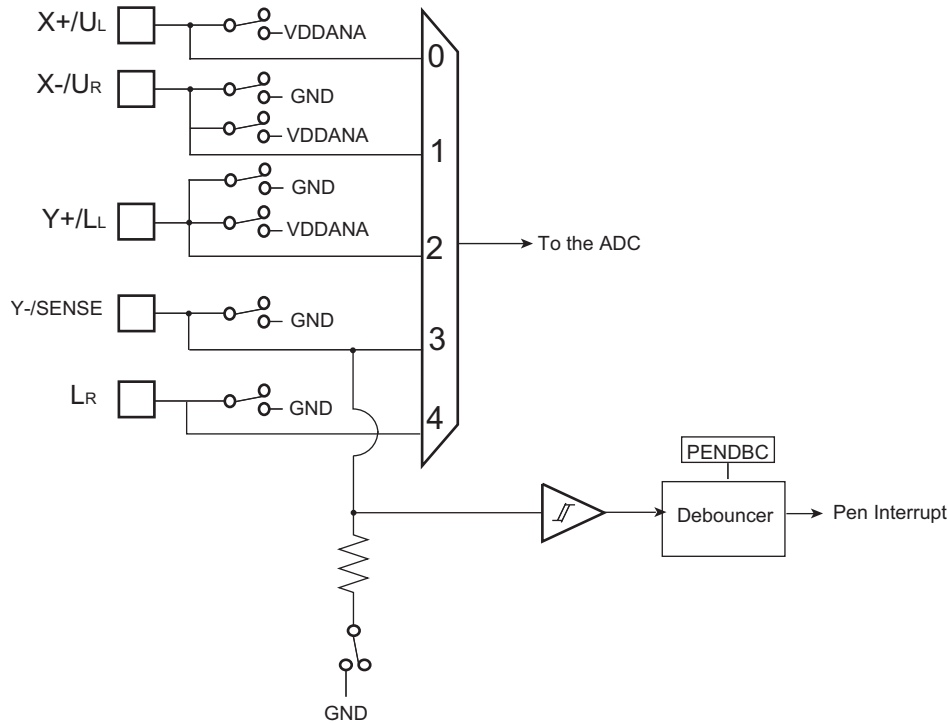 X+/UL
VDDANA
0
X-/UR
GND
VDDANA
1
GND
Y+/LL
VDDANA
2
To the ADC
Y-/SENSE
GND
3
LR
GND
4
PENDBC
Debouncer
Pen Interrupt
GND